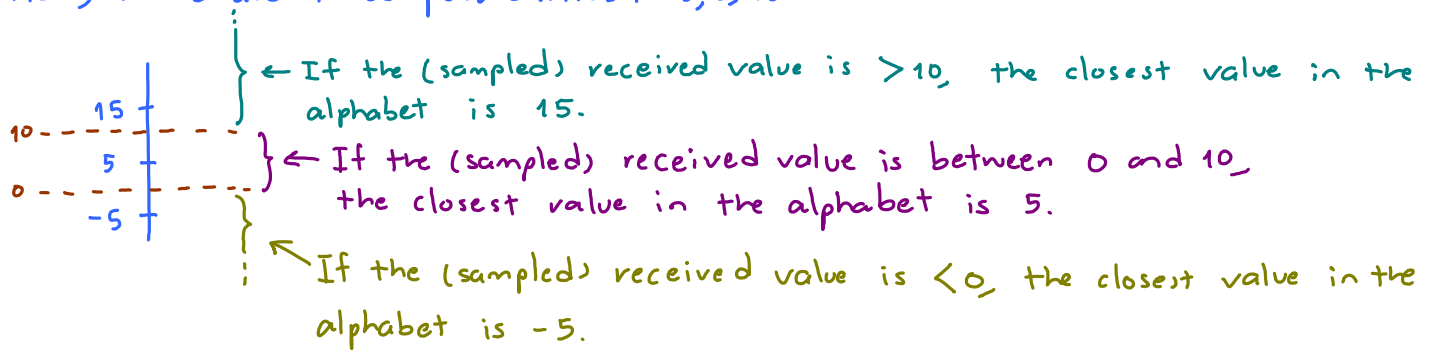 ← If the (sampled) received value is >10, the closest value in the
alphabet is 15.
15
10
5
← If the (sampled) received value is between 0 and 10,
the closest value in the alphabet is 5.
0
-5
If the (sampled) received value is <0, the closest value in the
alphabet is -5.